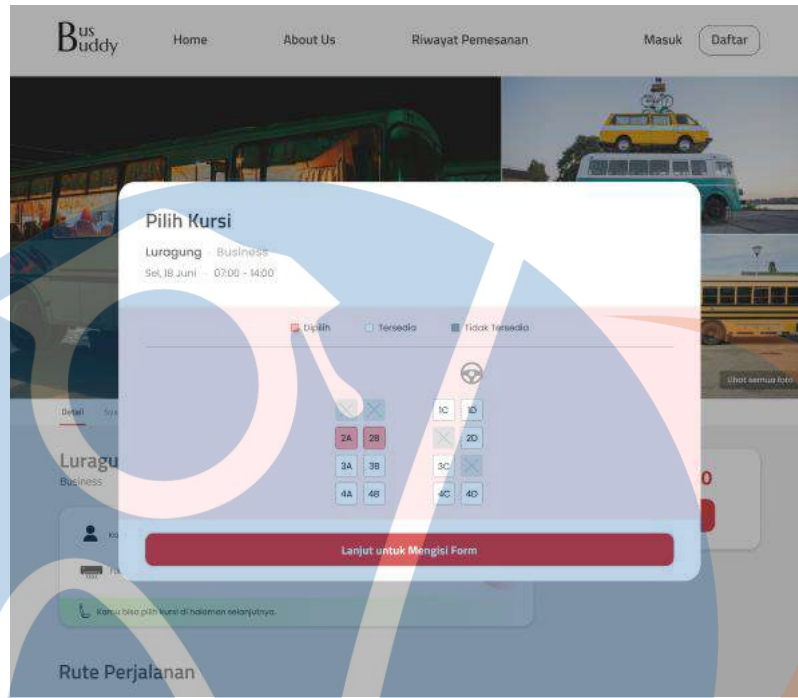 Bus Buddy
Home About Us Riwayat Pemesanan Masuk Daftar
Pilih Kursi
Luragung Business
Sel, 18 Juni 07:00 - 14:00
Dipilih Tersedia Tidak Tersedia
1C 1D
2A 2B 2D
3A 3B 3C
4A 4B 4C 4D
Lihat semua foto
Detail
Luragu
Business
0
Lanjut untuk Mengisi Form
Kamu bisa pilih kursi di halaman selanjutnya.
Rute Perjalanan